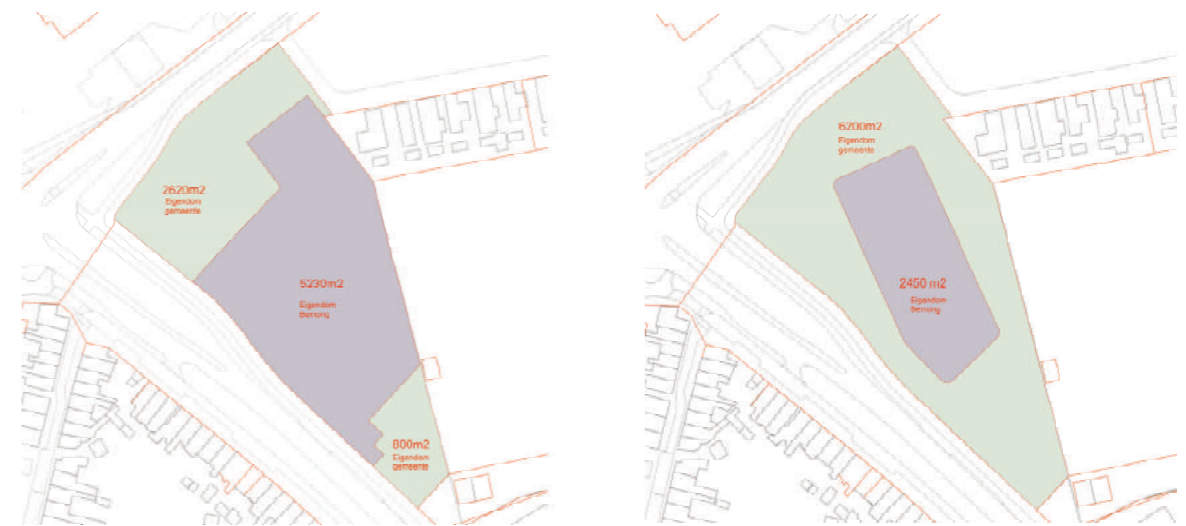 2620m2
Eigendom
gemeente
5230m2
Eigendom
Bemong
800m2
Eigendom
gemeente
6200m2
Eigendom
gemeente
2450 m2
Eigendom
Bemong